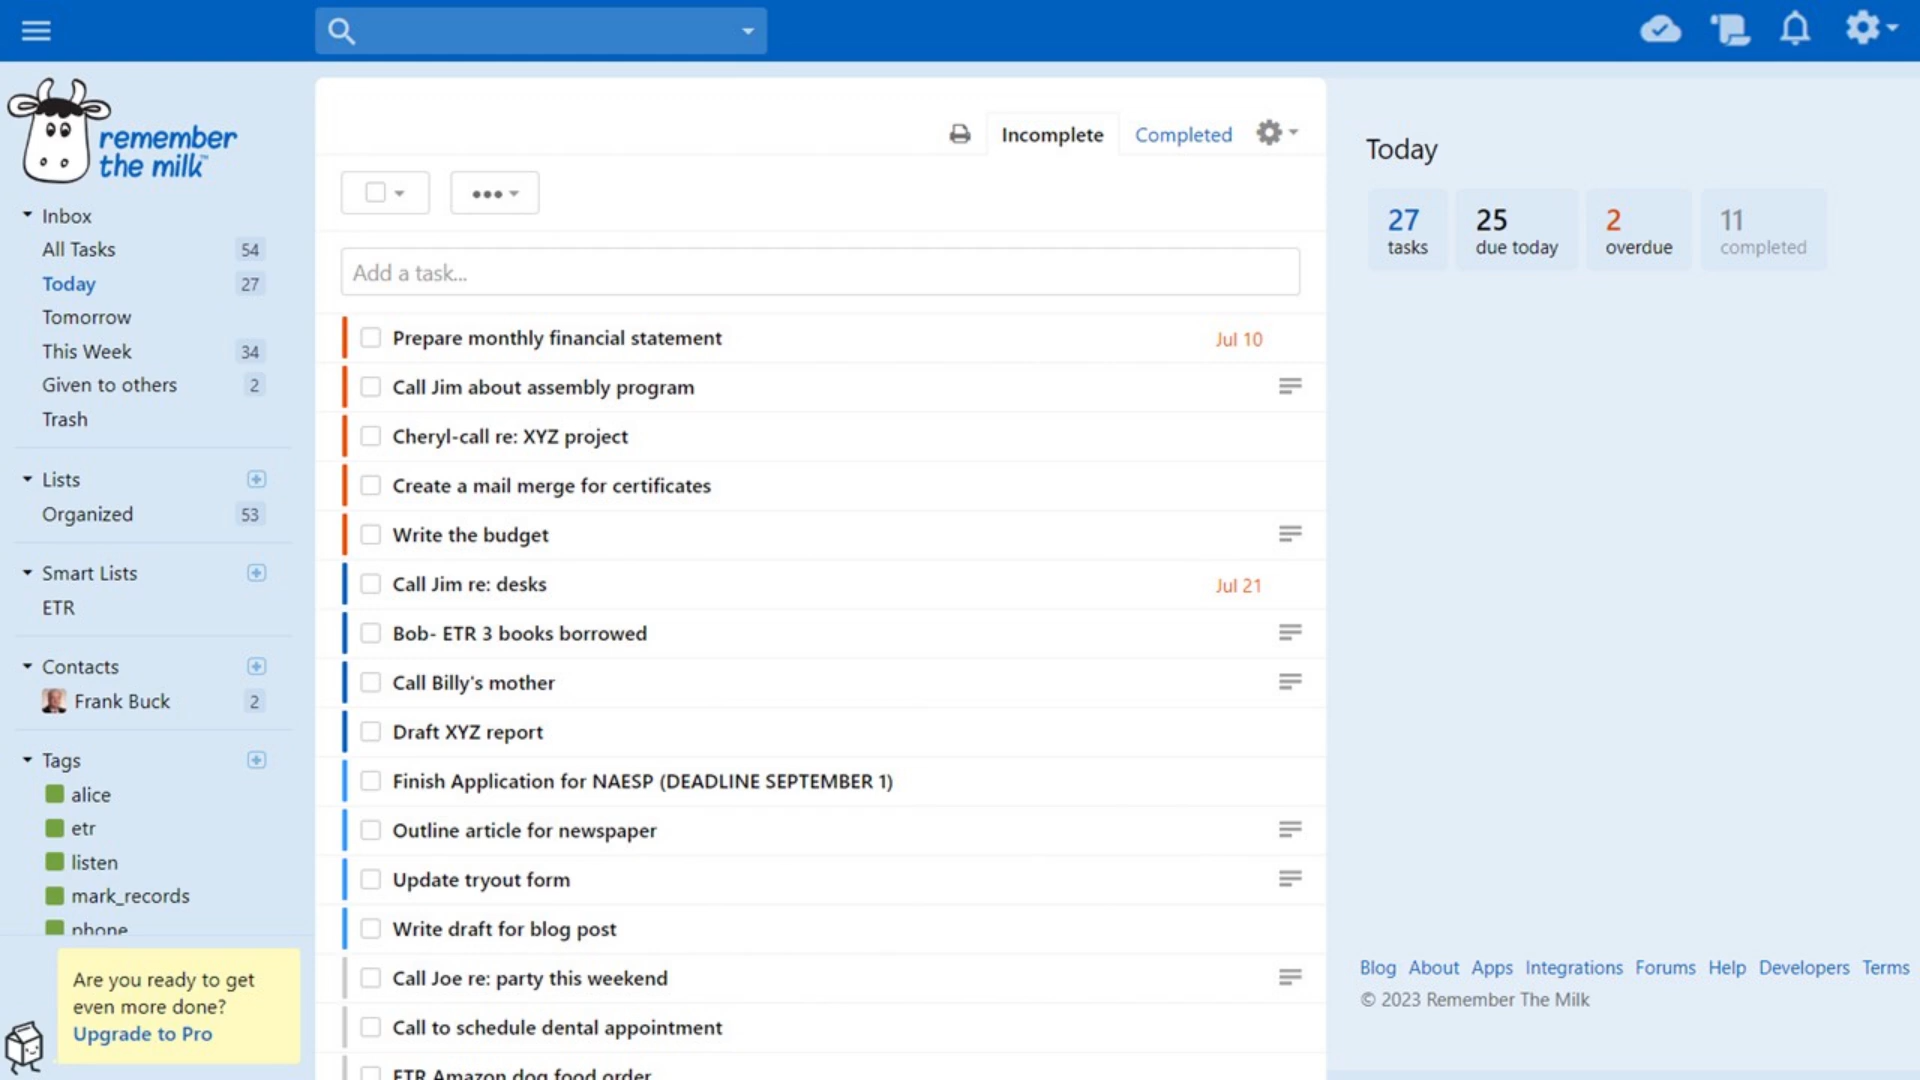 remember
the milk™
Inbox
All Tasks 54
Today 27
Tomorrow
This Week 34
Given to others 2
Trash
Lists
Organized 53
Smart Lists
ETR
Contacts
Frank Buck 2
Tags
alice
etr
listen
mark_records
phone
Are you ready to get
even more done?
Upgrade to Pro
Incomplete Completed
Add a task...
Prepare monthly financial statement Jul 10
Call Jim about assembly program
Cheryl-call re: XYZ project
Create a mail merge for certificates
Write the budget
Call Jim re: desks Jul 21
Bob- ETR 3 books borrowed
Call Billy's mother
Draft XYZ report
Finish Application for NAESP (DEADLINE SEPTEMBER 1)
Outline article for newspaper
Update tryout form
Write draft for blog post
Call Joe re: party this weekend
Call to schedule dental appointment
ETR Amazon dog food order
Today
27 25 2 11
tasks due today overdue completed
Blog About Apps Integrations Forums Help Developers Terms
© 2023 Remember The Milk